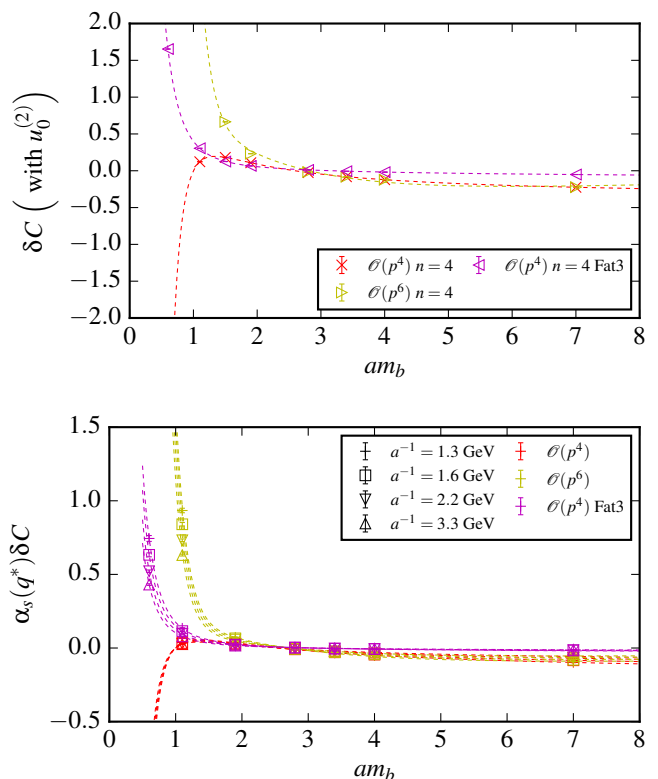 2.0
1.5
1.0
0.5
0.0
−0.5
−1.0
−1.5
−2.0
δC ( with u₀⁽²⁾ )
𝒪(p⁴) n = 4
𝒪(p⁶) n = 4
𝒪(p⁴) n = 4 Fat3
0 1 2 3 4 5 6 7 8
am_b
1.5
1.0
0.5
0.0
−0.5
α_s(q*)δC
a⁻¹ = 1.3 GeV
a⁻¹ = 1.6 GeV
a⁻¹ = 2.2 GeV
a⁻¹ = 3.3 GeV
𝒪(p⁴)
𝒪(p⁶)
𝒪(p⁴) Fat3
0 1 2 3 4 5 6 7 8
am_b